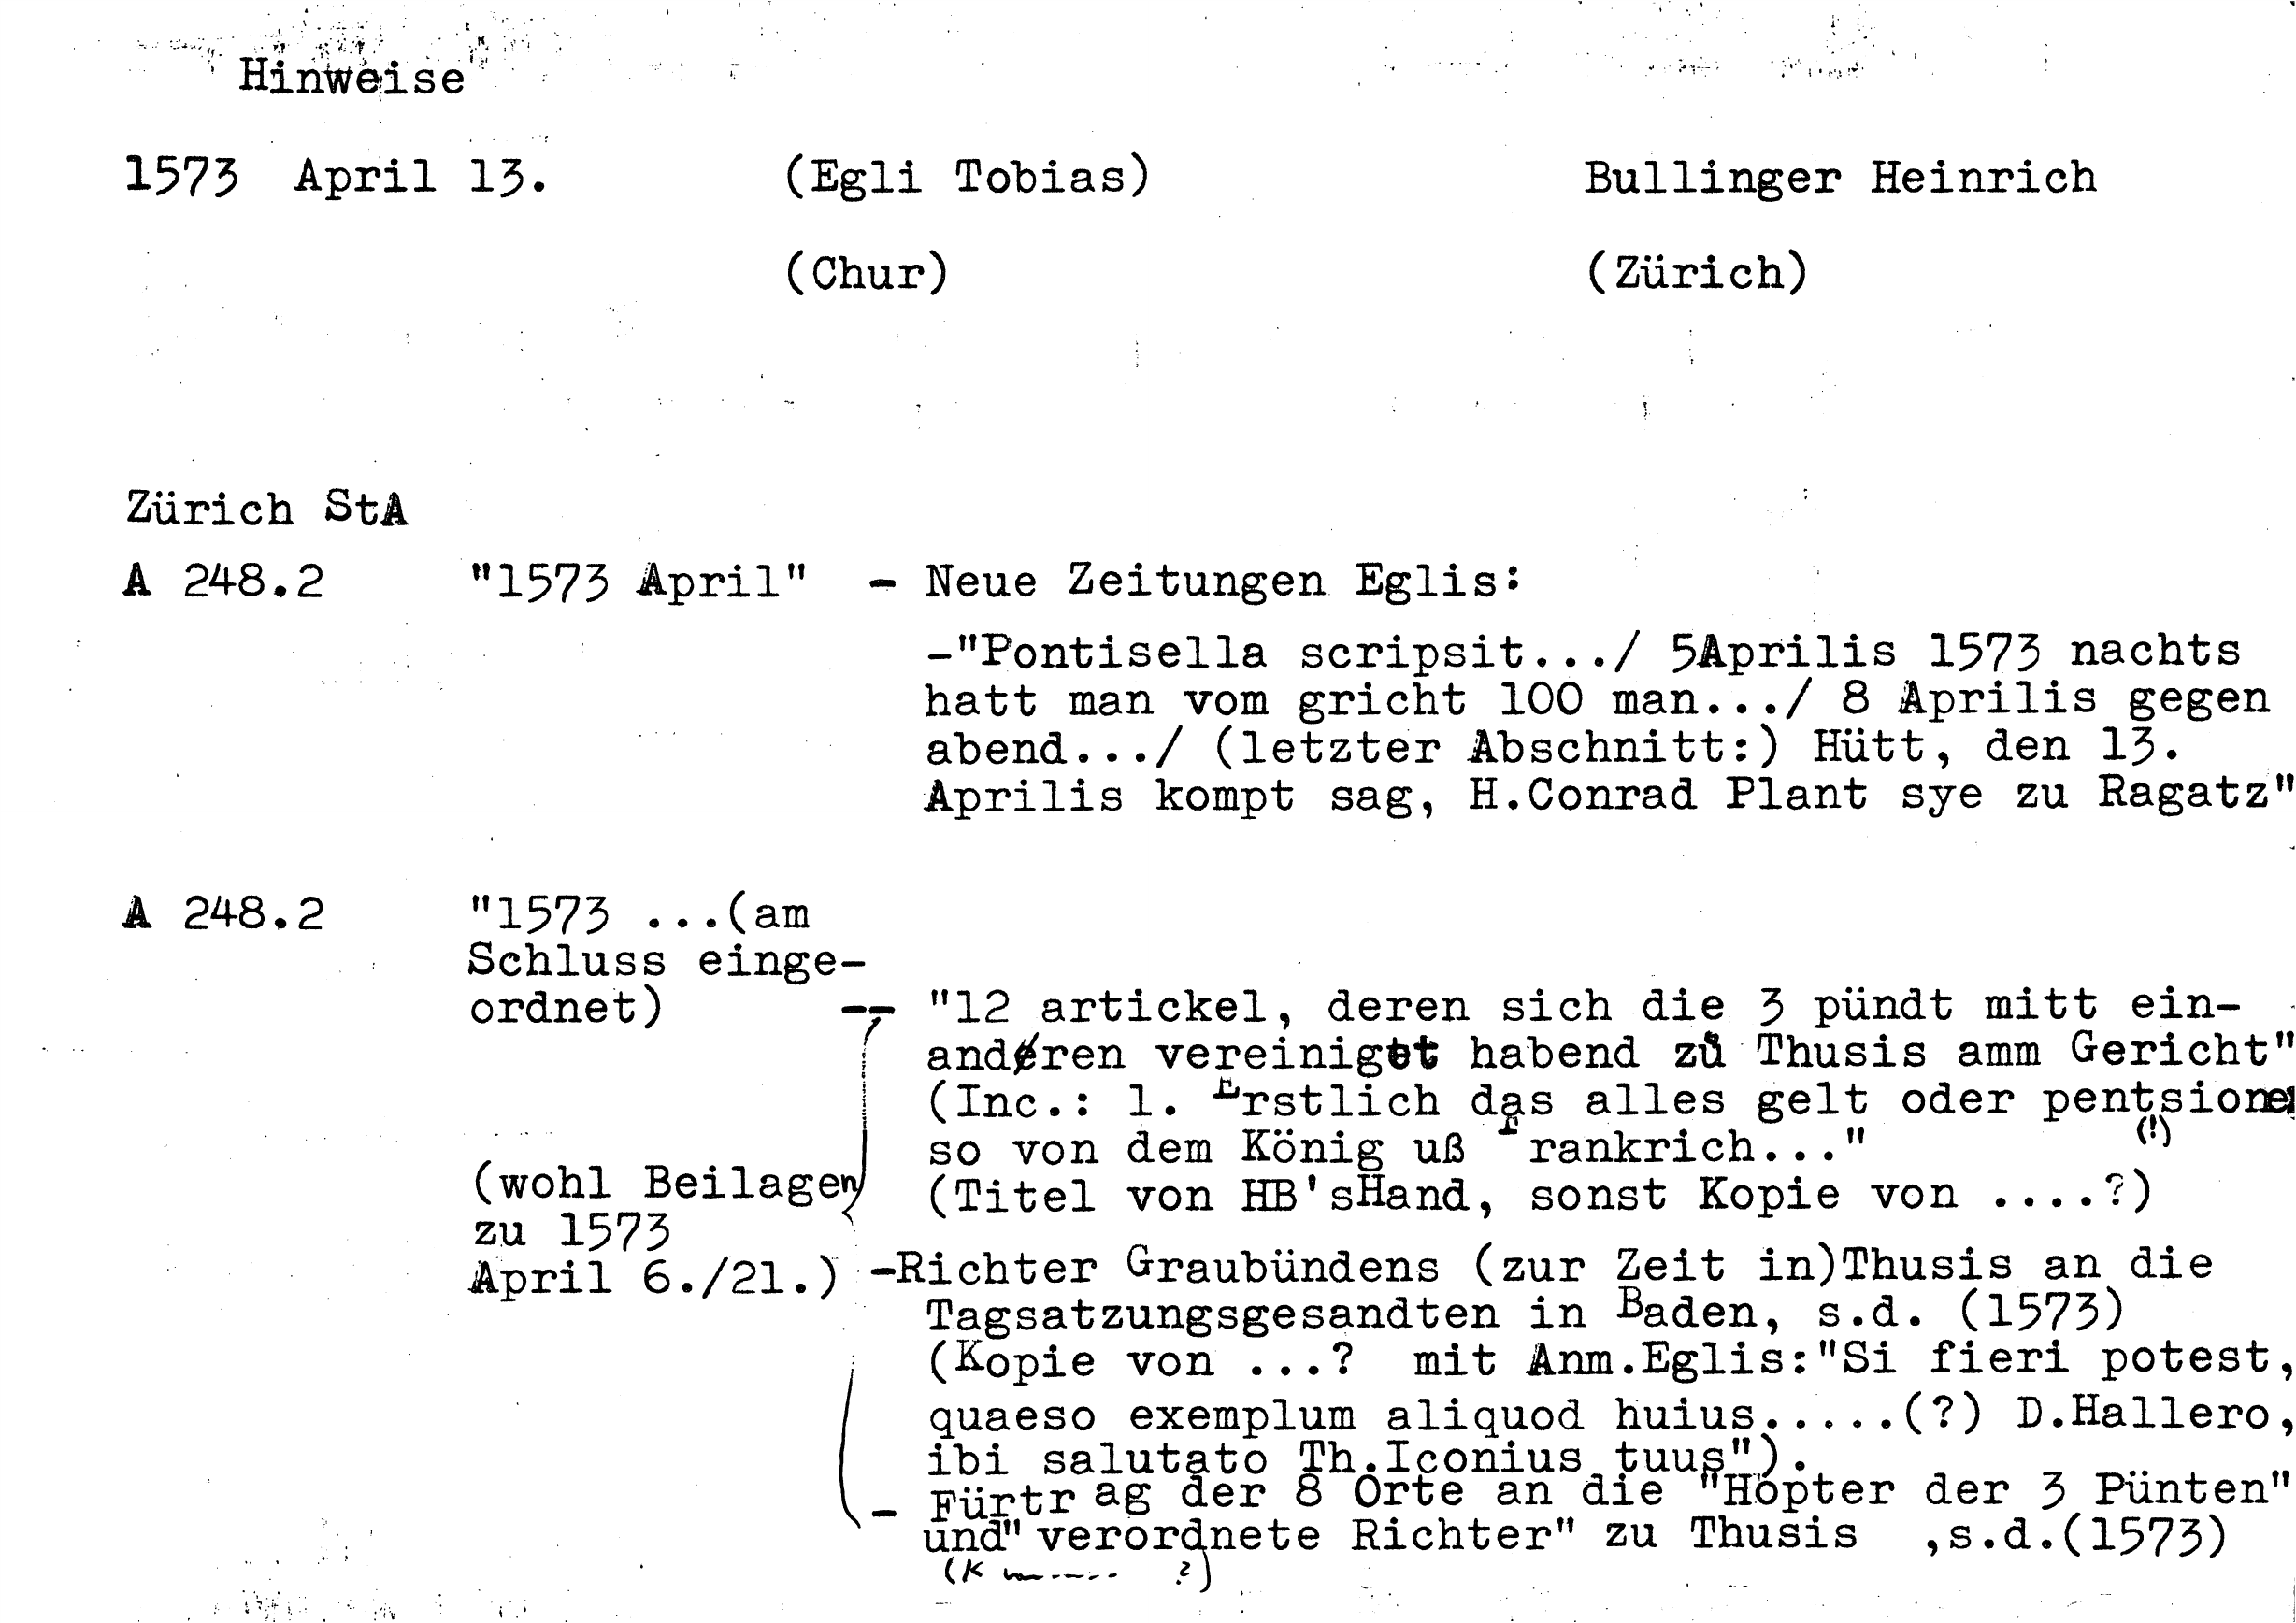 Hinweise
1573 April 13. (Egli Tobias) Bullinger Heinrich
(Chur) (Zürich)
Zürich StA
A 248.2 "1573 April" - Neue Zeitungen Eglis:
-"Pontisella scripsit.../ 5Aprilis 1573 nachts
hatt man vom gricht 100 man.../ 8 Aprilis gegen
abend.../ (letzter Abschnitt:) Hütt, den 13.
Aprilis kompt sag, H.Conrad Plant sye zu Ragatz"
A 248.2 "1573 ...(am
Schluss einge-
ordnet) -- "12 artickel, deren sich die 3 pündt mitt ein-
anderen vereiniget habend zů Thusis amm Gericht"
(Inc.: 1. Erstlich das alles gelt oder pentsionen
(!)
so von dem König uß Frankrich..."
(wohl Beilagen (Titel von HB'sHand, sonst Kopie von ....?)
zu 1573
April 6./21.) -Richter Graubündens (zur Zeit in)Thusis an die
Tagsatzungsgesandten in Baden, s.d. (1573)
(Kopie von ...? mit Anm.Eglis:"Si fieri potest,
quaeso exemplum aliquod huius.....(?) D.Hallero,
ibi salutato Th.Iconius tuus").
- Fürtrag der 8 Orte an die "Höpter der 3 Pünten"
und"verordnete Richter" zu Thusis ,s.d.(1573)
(K ?)